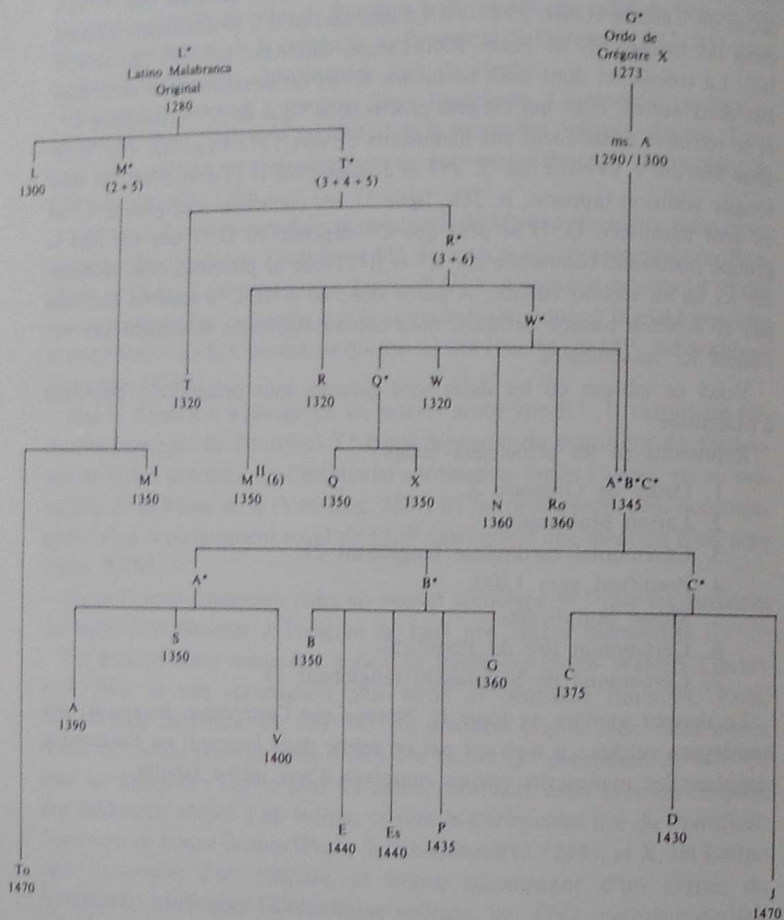 G*
Ordo de
Grégoire X
1273
L*
Latino Malabranca
Original
1280
ms. A
1290/1300
L
1300
M*
(2 + 5)
T*
(3 + 4 + 5)
R*
(3 + 6)
W*
T
1320
R
1320
Q*
W
1320
M^I
1350
M^II (6)
1350
Q
1350
X
1350
N
1360
Ro
1360
A*B*C*
1345
A*
B*
C*
S
1350
B
1350
G
1360
C
1375
A
1390
V
1400
E
1440
Es
1440
P
1435
D
1430
To
1470
J
1470